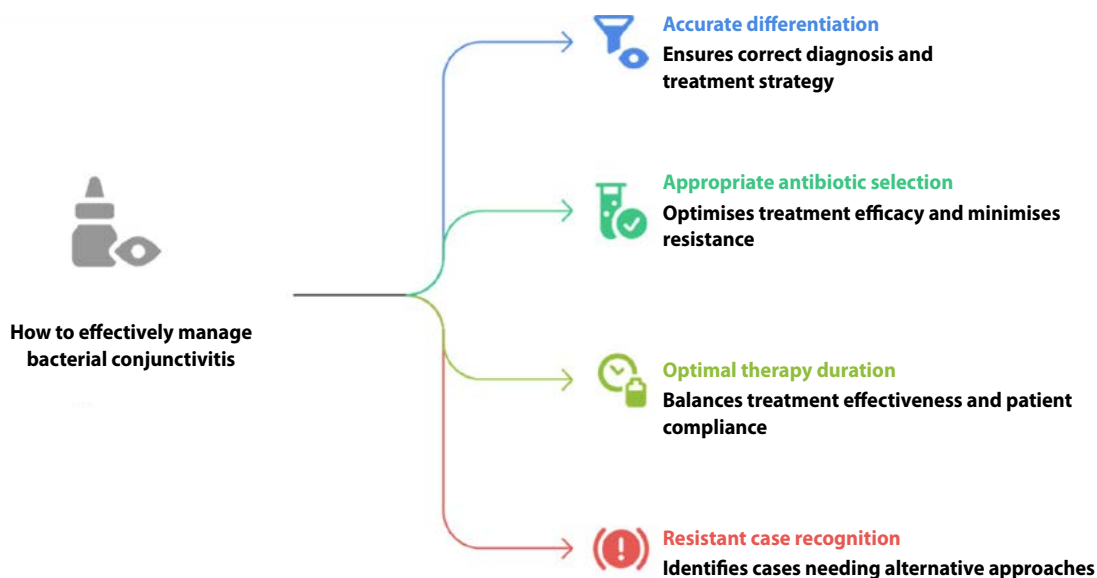 Accurate differentiation
Ensures correct diagnosis and
treatment strategy
Appropriate antibiotic selection
Optimises treatment efficacy and minimises
resistance
How to effectively manage
bacterial conjunctivitis
Optimal therapy duration
Balances treatment effectiveness and patient
compliance
Resistant case recognition
Identifies cases needing alternative approaches